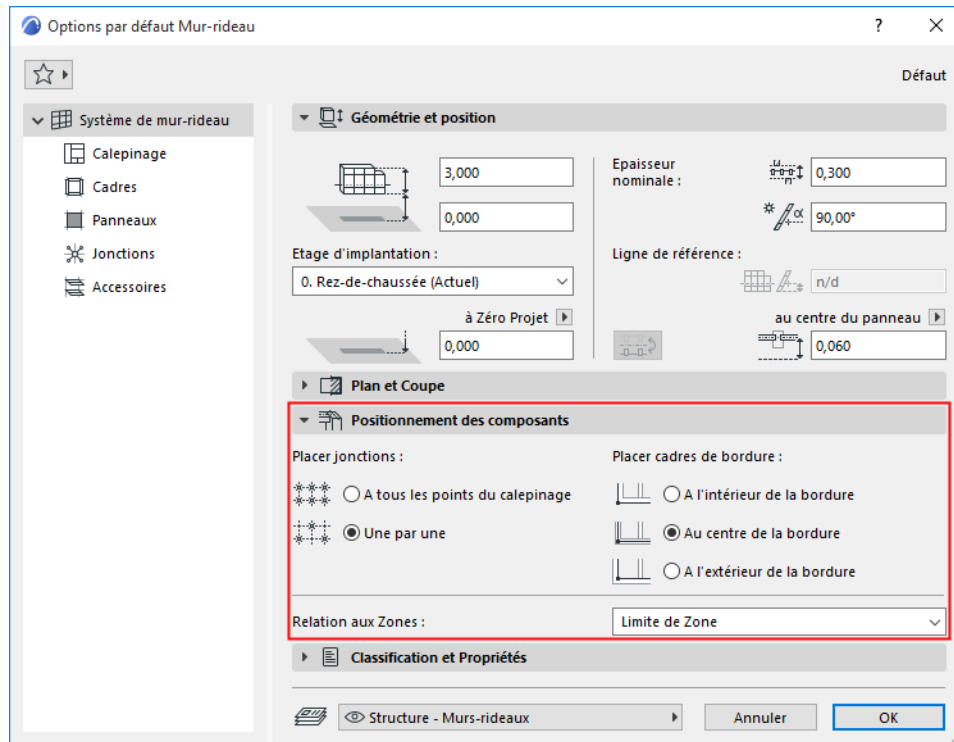 Options par défaut Mur-rideau
?
Défaut
Système de mur-rideau
Calepinage
Cadres
Panneaux
Jonctions
Accessoires
Géométrie et position
3,000
0,000
Etage d'implantation :
0. Rez-de-chaussée (Actuel)
à Zéro Projet
0,000
Epaisseur
nominale :
0,300
α
90,00°
Ligne de référence :
n/d
au centre du panneau
0,060
Plan et Coupe
Positionnement des composants
Placer jonctions :
A tous les points du calepinage
Une par une
Placer cadres de bordure :
A l'intérieur de la bordure
Au centre de la bordure
A l'extérieur de la bordure
Relation aux Zones :
Limite de Zone
Classification et Propriétés
Structure - Murs-rideaux
Annuler
OK